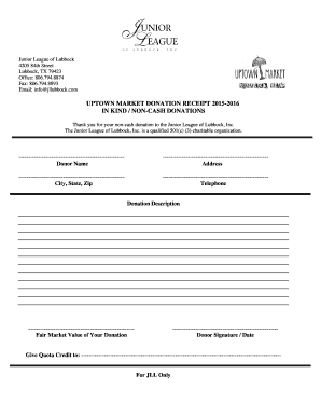 JUNIOR
LEAGUE
OF LUBBOCK, INC.
Junior League of Lubbock
4205 84th Street
Lubbock, TX 79423
Office: 806.794.8874
Fax: 806.794.8893
Email: info@jllubbock.com
UPTOWN MARKET
UPTOWN MARKET DONATION RECEIPT 2015-2016
IN KIND / NON-CASH DONATIONS
Thank you for your non-cash donation to the Junior League of Lubbock, Inc.
The Junior League of Lubbock, Inc. is a qualified 501(c) (3) charitable organization.
Donor Name Address
City, State, Zip Telephone
Donation Description
Fair Market Value of Your Donation Donor Signature / Date
Give Quota Credit to:
For JLL Only